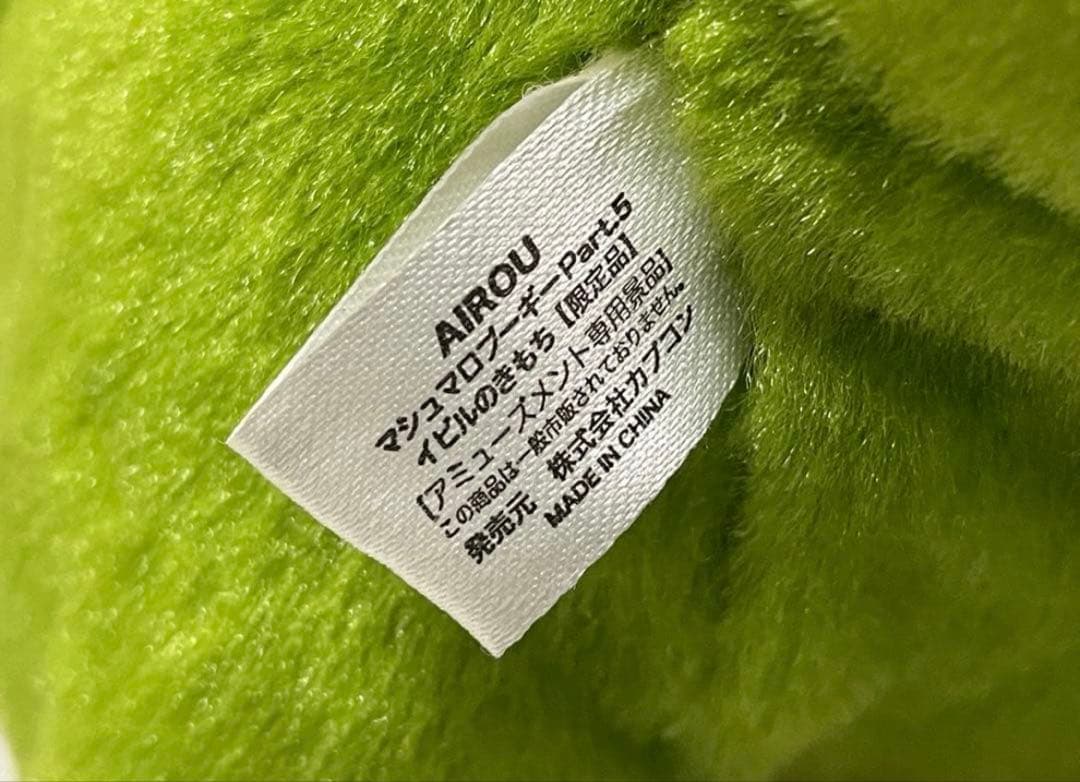 AIROU
マシュマロブーギーPart.5
イビルのきもち【限定品】
【アミューズメント専用景品】
この商品は一般市販されておりません。
発売元 株式会社カプコン
MADE IN CHINA